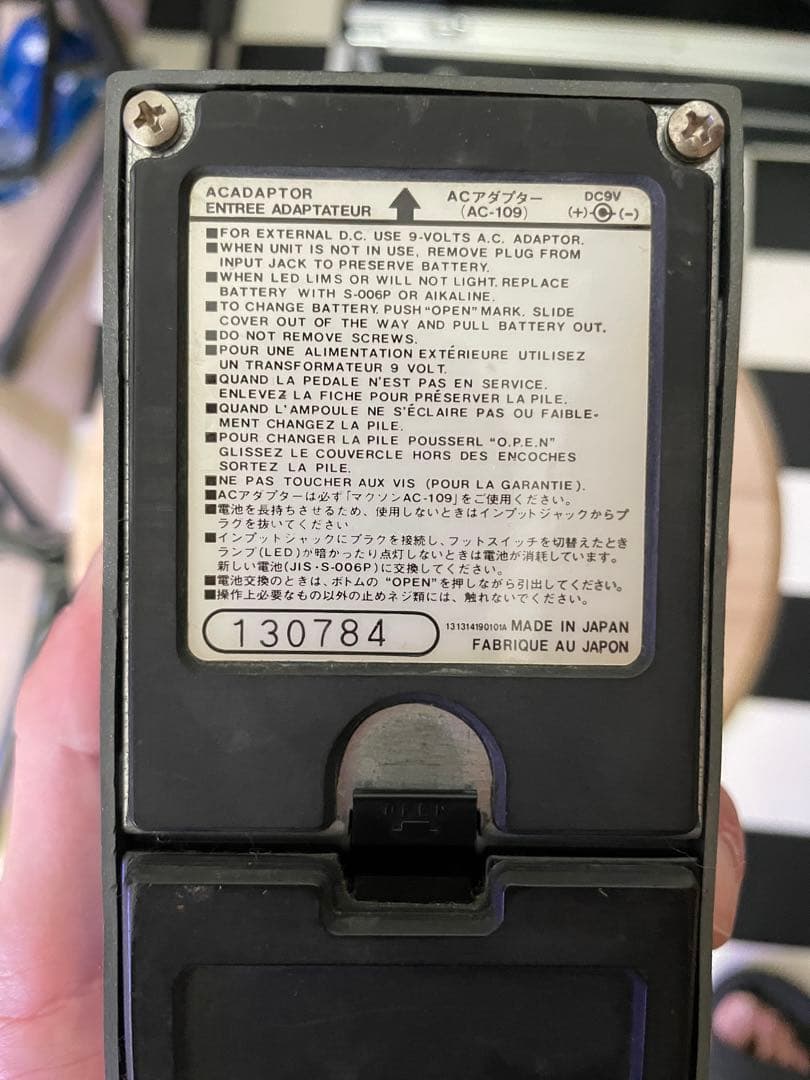 ACADAPTOR
ENTREE ADAPTATEUR
ACアダプター
(AC-109)
DC9V
(+) (-)
■FOR EXTERNAL D.C. USE 9-VOLTS A.C. ADAPTOR.
■WHEN UNIT IS NOT IN USE, REMOVE PLUG FROM
INPUT JACK TO PRESERVE BATTERY.
■WHEN LED LIMS OR WILL NOT LIGHT. REPLACE
BATTERY WITH S-006P OR AIKALINE.
■TO CHANGE BATTERY. PUSH "OPEN" MARK. SLIDE
COVER OUT OF THE WAY AND PULL BATTERY OUT.
■DO NOT REMOVE SCREWS.
■POUR UNE ALIMENTATION EXTÉRIEURE UTILISEZ
UN TRANSFORMATEUR 9 VOLT.
■QUAND LA PEDALE N'EST PAS EN SERVICE.
ENLEVEZ LA FICHE POUR PRÉSERVER LA PILE.
■QUAND L'AMPOULE NE S'ÉCLAIRE PAS OU FAIBLE-
MENT CHANGEZ LA PILE.
■POUR CHANGER LA PILE POUSSERL "O.P.E.N"
GLISSEZ LE COUVERCLE HORS DES ENCOCHES
SORTEZ LA PILE.
■NE PAS TOUCHER AUX VIS (POUR LA GARANTIE).
■ACアダプターは必ず「マクソンAC-109」をご使用ください。
■電池を長持ちさせるため、使用しないときはインプットジャックからプ
ラグを抜いてください
■インプットジャックにプラクを接続し、フットスイッチを切替えたとき
ランプ(LED)が暗かったり点灯しないときは電池が消耗しています。
新しい電池(JIS・S-006P)に交換してください。
■電池交換のときは、ボトムの "OPEN"を押しながら引出してください。
■操作上必要なもの以外の止めネジ類には、触れないでください。
130784
131314190101A MADE IN JAPAN
FABRIQUE AU JAPON
OPEN